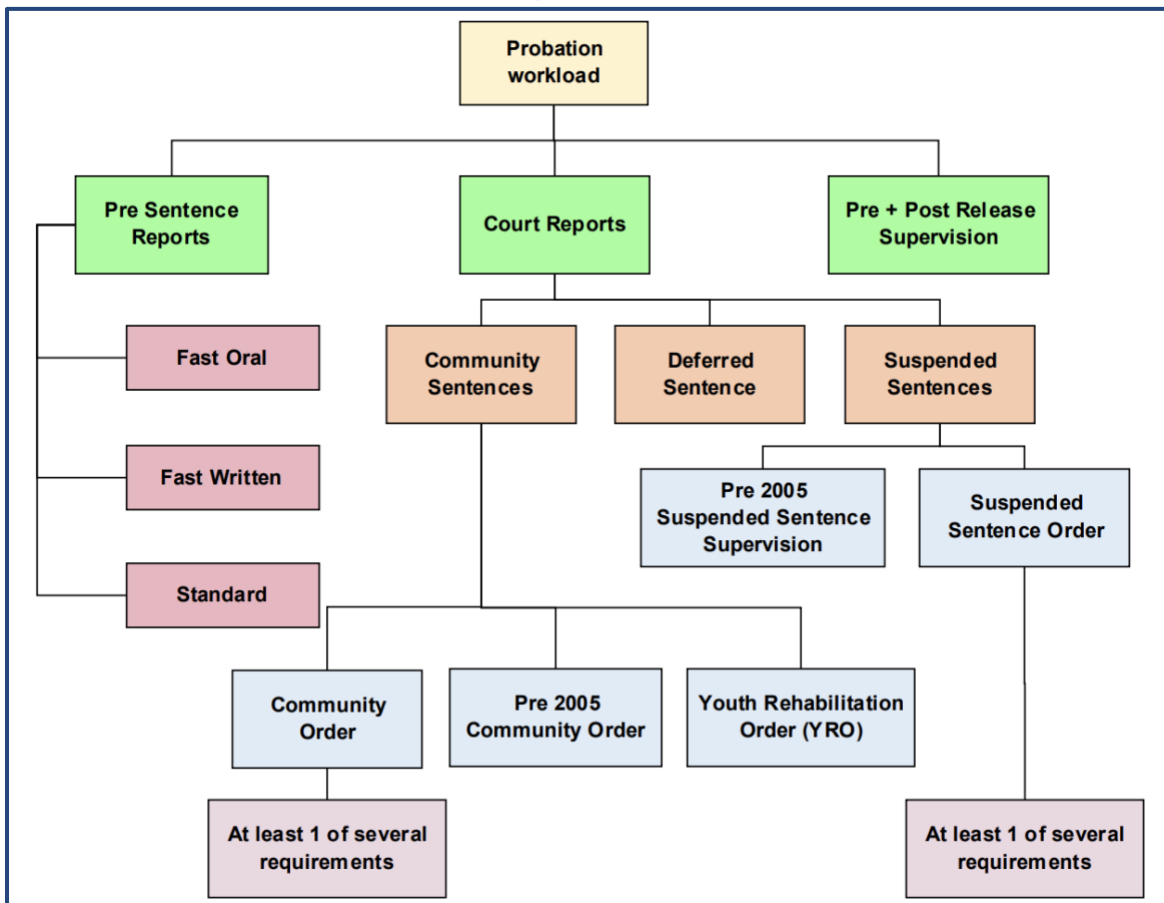 Probation
workload
Pre Sentence
Reports
Court Reports
Pre + Post Release
Supervision
Fast Oral
Community
Sentences
Deferred
Sentence
Suspended
Sentences
Fast Written
Pre 2005
Suspended Sentence
Supervision
Suspended
Sentence Order
Standard
Community
Order
Pre 2005
Community Order
Youth Rehabilitation
Order (YRO)
At least 1 of several
requirements
At least 1 of several
requirements